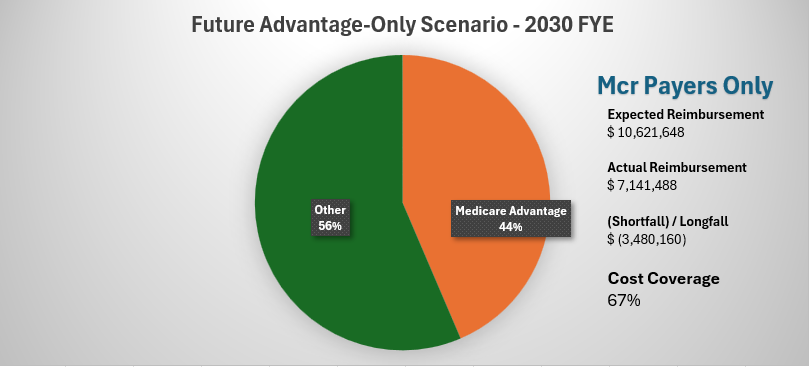 Future Advantage-Only Scenario - 2030 FYE
Mcr Payers Only
Expected Reimbursement
$ 10,621,648
Actual Reimbursement
$ 7,141,488
(Shortfall) / Longfall
$ (3,480,160)
Cost Coverage
67%
Other
56%
Medicare Advantage
44%